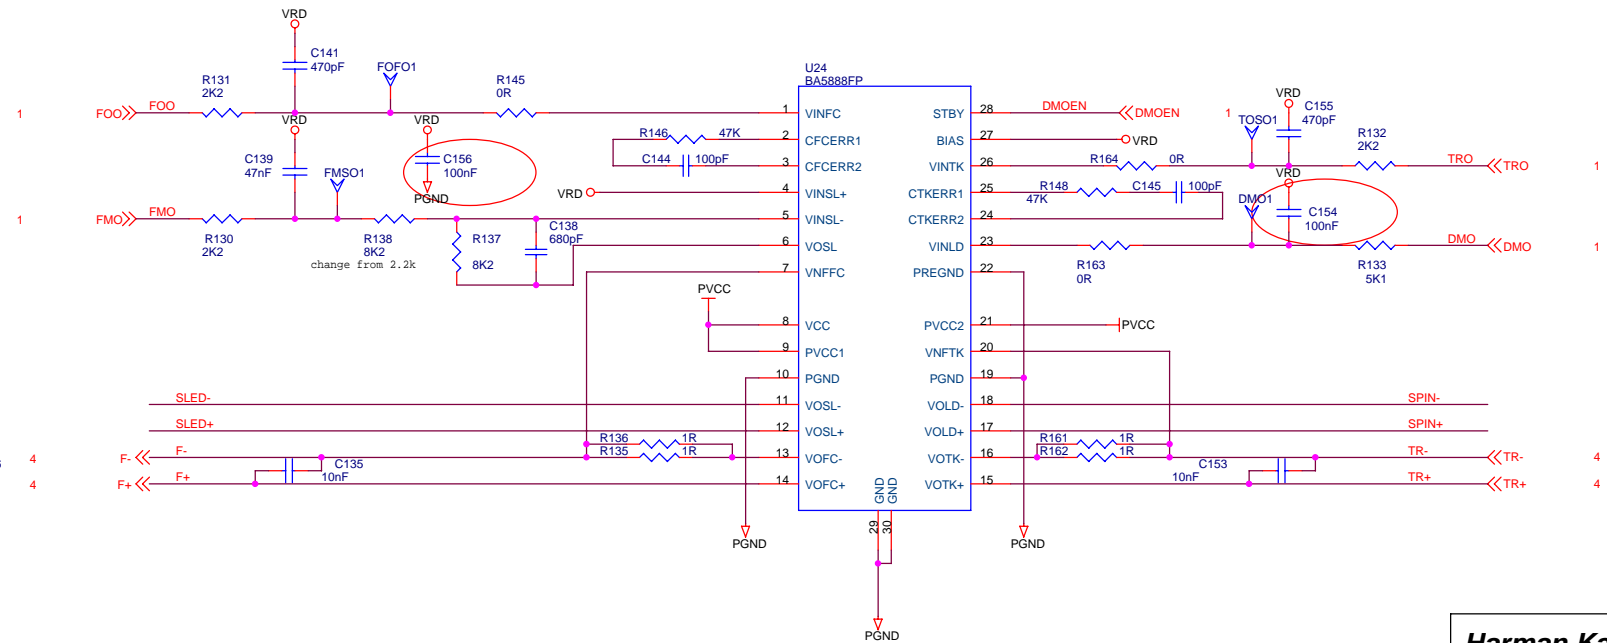 VRD
C141
470pF
FOFO1
R131
2K2
R145
0R
1
FOO
FOO
VRD
VRD
C139
47nF
FMSO1
C156
100nF
PGND
1
FMO
FMO
R130
2K2
R138
8K2
change from 2.2k
R137
8K2
C138
680pF
R146
47K
C144
100pF
VRD
PVCC
U24
BA5888FP
1 VINFC
2 CFCERR1
3 CFCERR2
4 VINSL+
5 VINSL-
6 VOSL
7 VNFFC
8 VCC
9 PVCC1
10 PGND
11 VOSL-
12 VOSL+
13 VOFC-
14 VOFC+
STBY 28
BIAS 27
VINTK 26
CTKERR1 25
CTKERR2 24
VINLD 23
PREGND 22
PVCC2 21
VNFTK 20
PGND 19
VOLD- 18
VOLD+ 17
VOTK- 16
VOTK+ 15
GND
GND
29
30
PGND
PGND
PGND
SLED-
SLED+
4
F-
F-
4
F+
F+
C135
10nF
R136
1R
R135
1R
DMOEN
DMOEN
1
VRD
TOSO1
VRD
C155
470pF
R132
2K2
TRO
TRO
1
R164
0R
R148
47K
C145
100pF
VRD
DMO1
C154
100nF
DMO
DMO
1
R163
0R
R133
5K1
PVCC
SPIN-
SPIN+
R161
1R
R162
1R
C153
10nF
TR-
TR-
4
TR+
TR+
4